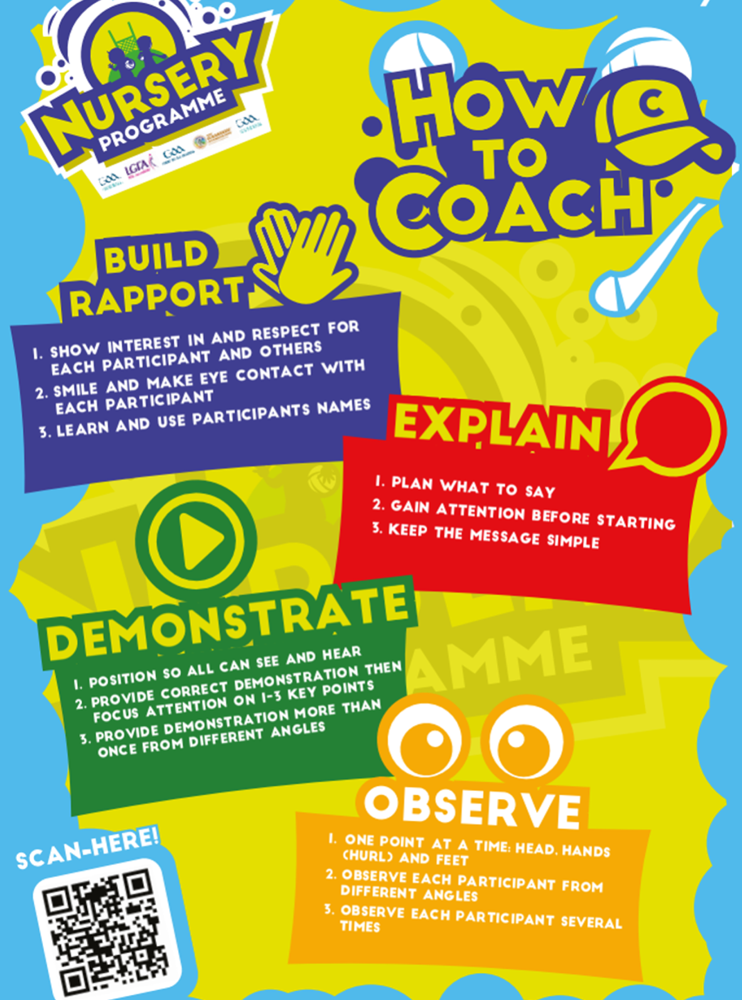 NURSERY
PROGRAMME
GAA
LGFA
GAA
GAA
HOW
TO
COACH
C
BUILD
RAPPORT
1. SHOW INTEREST IN AND RESPECT FOR
EACH PARTICIPANT AND OTHERS
2. SMILE AND MAKE EYE CONTACT WITH
EACH PARTICIPANT
3. LEARN AND USE PARTICIPANTS NAMES
EXPLAIN
1. PLAN WHAT TO SAY
2. GAIN ATTENTION BEFORE STARTING
3. KEEP THE MESSAGE SIMPLE
DEMONSTRATE
1. POSITION SO ALL CAN SEE AND HEAR
2. PROVIDE CORRECT DEMONSTRATION THEN
FOCUS ATTENTION ON 1-3 KEY POINTS
3. PROVIDE DEMONSTRATION MORE THAN
ONCE FROM DIFFERENT ANGLES
AMME
OBSERVE
1. ONE POINT AT A TIME: HEAD, HANDS
(HURL) AND FEET
2. OBSERVE EACH PARTICIPANT FROM
DIFFERENT ANGLES
3. OBSERVE EACH PARTICIPANT SEVERAL
TIMES
SCAN-HERE!